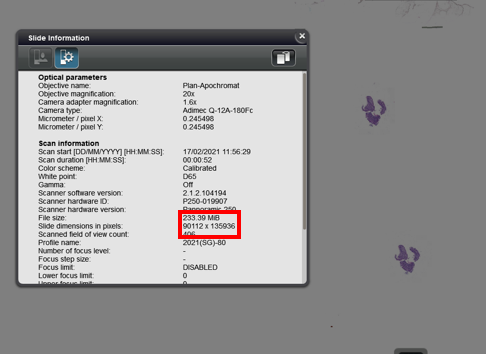 Slide Information
Optical parameters
Objective name: Plan-Apochromat
Objective magnification: 20x
Camera adapter magnification: 1.6x
Camera type: Adimec Q-12A-180Fc
Micrometer / pixel X: 0.245498
Micrometer / pixel Y: 0.245498
Scan information
Scan start [DD/MM/YYYY] [HH:MM:SS]: 17/02/2021 11:56:29
Scan duration [HH:MM:SS]: 00:00:52
Color scheme: Calibrated
White point: D65
Gamma: Off
Scanner software version: 2.1.2.104194
Scanner hardware ID: P250-019907
Scanner hardware version: Pannoramic 250
File size: 233.39 MiB
Slide dimensions in pixels: 90112 x 135936
Scanned field of view count: 406
Profile name: 2021(SG)-80
Number of focus level: -
Focus step size: -
Focus limit: DISABLED
Lower focus limit: 0
Upper focus limit: 0